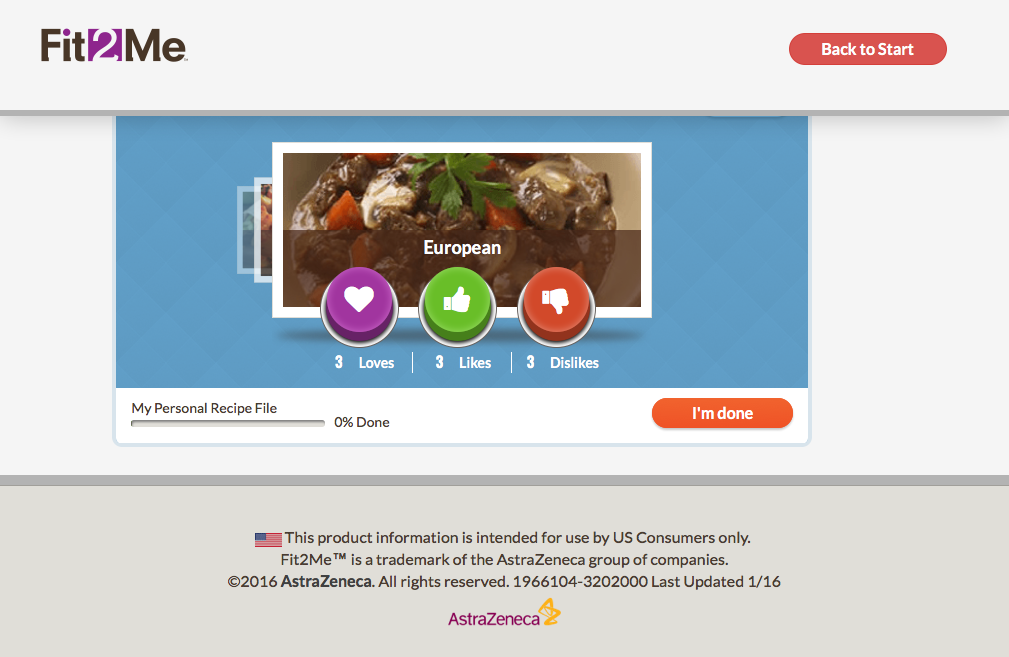 Fit2Me™
Back to Start
European
3 Loves
3 Likes
3 Dislikes
My Personal Recipe File
0% Done
I'm done
This product information is intended for use by US Consumers only.
Fit2Me™ is a trademark of the AstraZeneca group of companies.
©2016 AstraZeneca. All rights reserved. 1966104-3202000 Last Updated 1/16
AstraZeneca